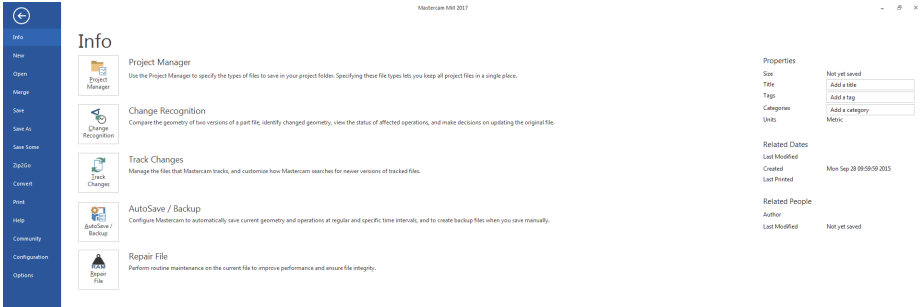 Mastercam Mill 2017
Info
New
Open
Merge
Save
Save As
Save Some
Zip2Go
Convert
Print
Help
Community
Configuration
Options
Info
Project
Manager
Project Manager
Use the Project Manager to specify the types of files to save in your project folder. Specifying these file types lets you keep all project files in a single place.
Change
Recognition
Change Recognition
Compare the geometry of two versions of a part file, identify changed geometry, view the status of affected operations, and make decisions on updating the original file.
Track
Changes
Track Changes
Manage the files that Mastercam tracks, and customize how Mastercam searches for newer versions of tracked files.
AutoSave /
Backup
AutoSave / Backup
Configure Mastercam to automatically save current geometry and operations at regular and specific time intervals, and to create backup files when you save manually.
RAM
Repair
File
Repair File
Perform routine maintenance on the current file to improve performance and ensure file integrity.
Properties
Size Not yet saved
Title Add a title
Tags Add a tag
Categories Add a category
Units Metric
Related Dates
Last Modified
Created Mon Sep 28 09:59:59 2015
Last Printed
Related People
Author
Last Modified Not yet saved